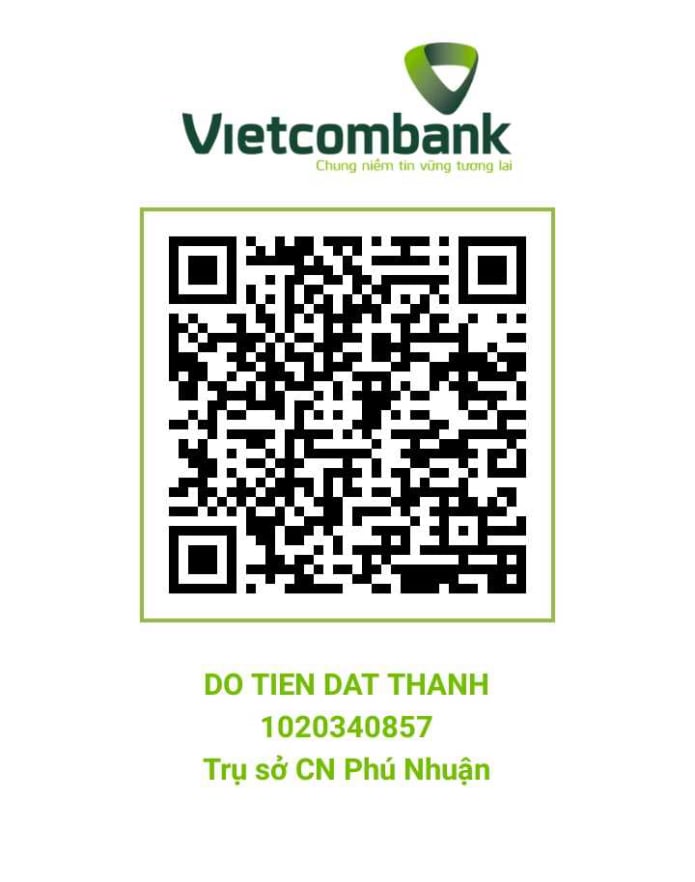 Vietcombank
Chung niềm tin vững tương lai
DO TIEN DAT THANH
1020340857
Trụ sở CN Phú Nhuận